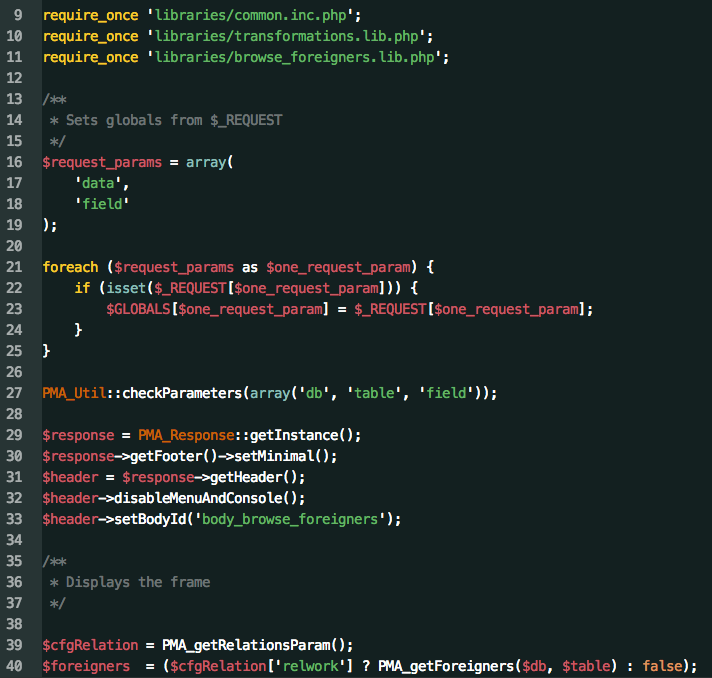 9 require_once 'libraries/common.inc.php';
10 require_once 'libraries/transformations.lib.php';
11 require_once 'libraries/browse_foreigners.lib.php';
12
13 /**
14  * Sets globals from $_REQUEST
15  */
16 $request_params = array(
17     'data',
18     'field'
19 );
20
21 foreach ($request_params as $one_request_param) {
22     if (isset($_REQUEST[$one_request_param])) {
23         $GLOBALS[$one_request_param] = $_REQUEST[$one_request_param];
24     }
25 }
26
27 PMA_Util::checkParameters(array('db', 'table', 'field'));
28
29 $response = PMA_Response::getInstance();
30 $response->getFooter()->setMinimal();
31 $header = $response->getHeader();
32 $header->disableMenuAndConsole();
33 $header->setBodyId('body_browse_foreigners');
34
35 /**
36  * Displays the frame
37  */
38
39 $cfgRelation = PMA_getRelationsParam();
40 $foreigners  = ($cfgRelation['relwork'] ? PMA_getForeigners($db, $table) : false);